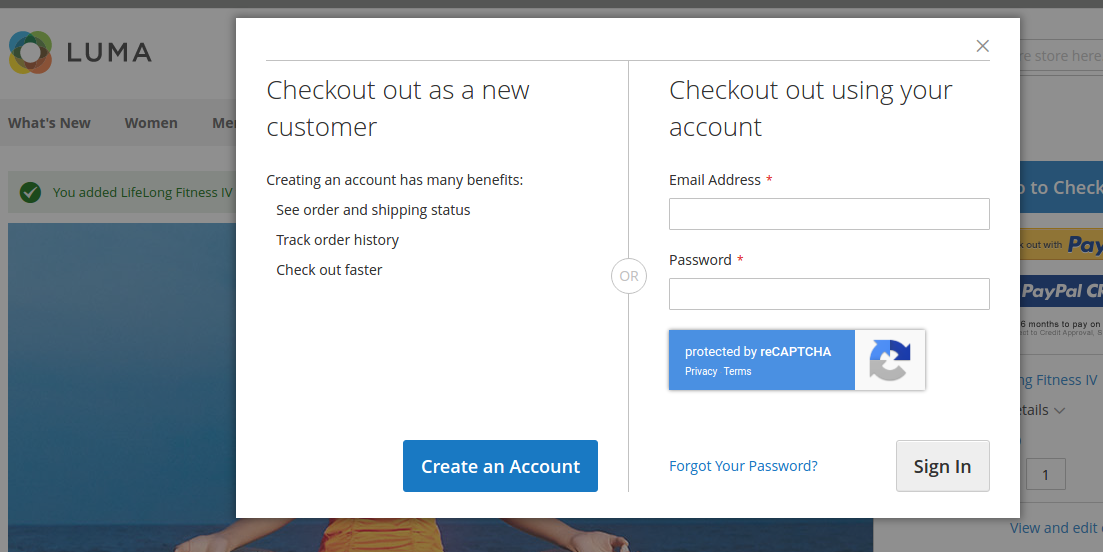 LUMA
re store here
What's New Women
You added LifeLong Fitness IV
Checkout out as a new
customer
Creating an account has many benefits:
See order and shipping status
Track order history
Check out faster
Create an Account
OR
Checkout out using your
account
Email Address *
Password *
protected by reCAPTCHA
Privacy Terms
Forgot Your Password?
Sign In
to Check
out with Pay
PayPal CR
6 months to pay on
ct to Credit Approval, S
ng Fitness IV
etails
1
View and edit